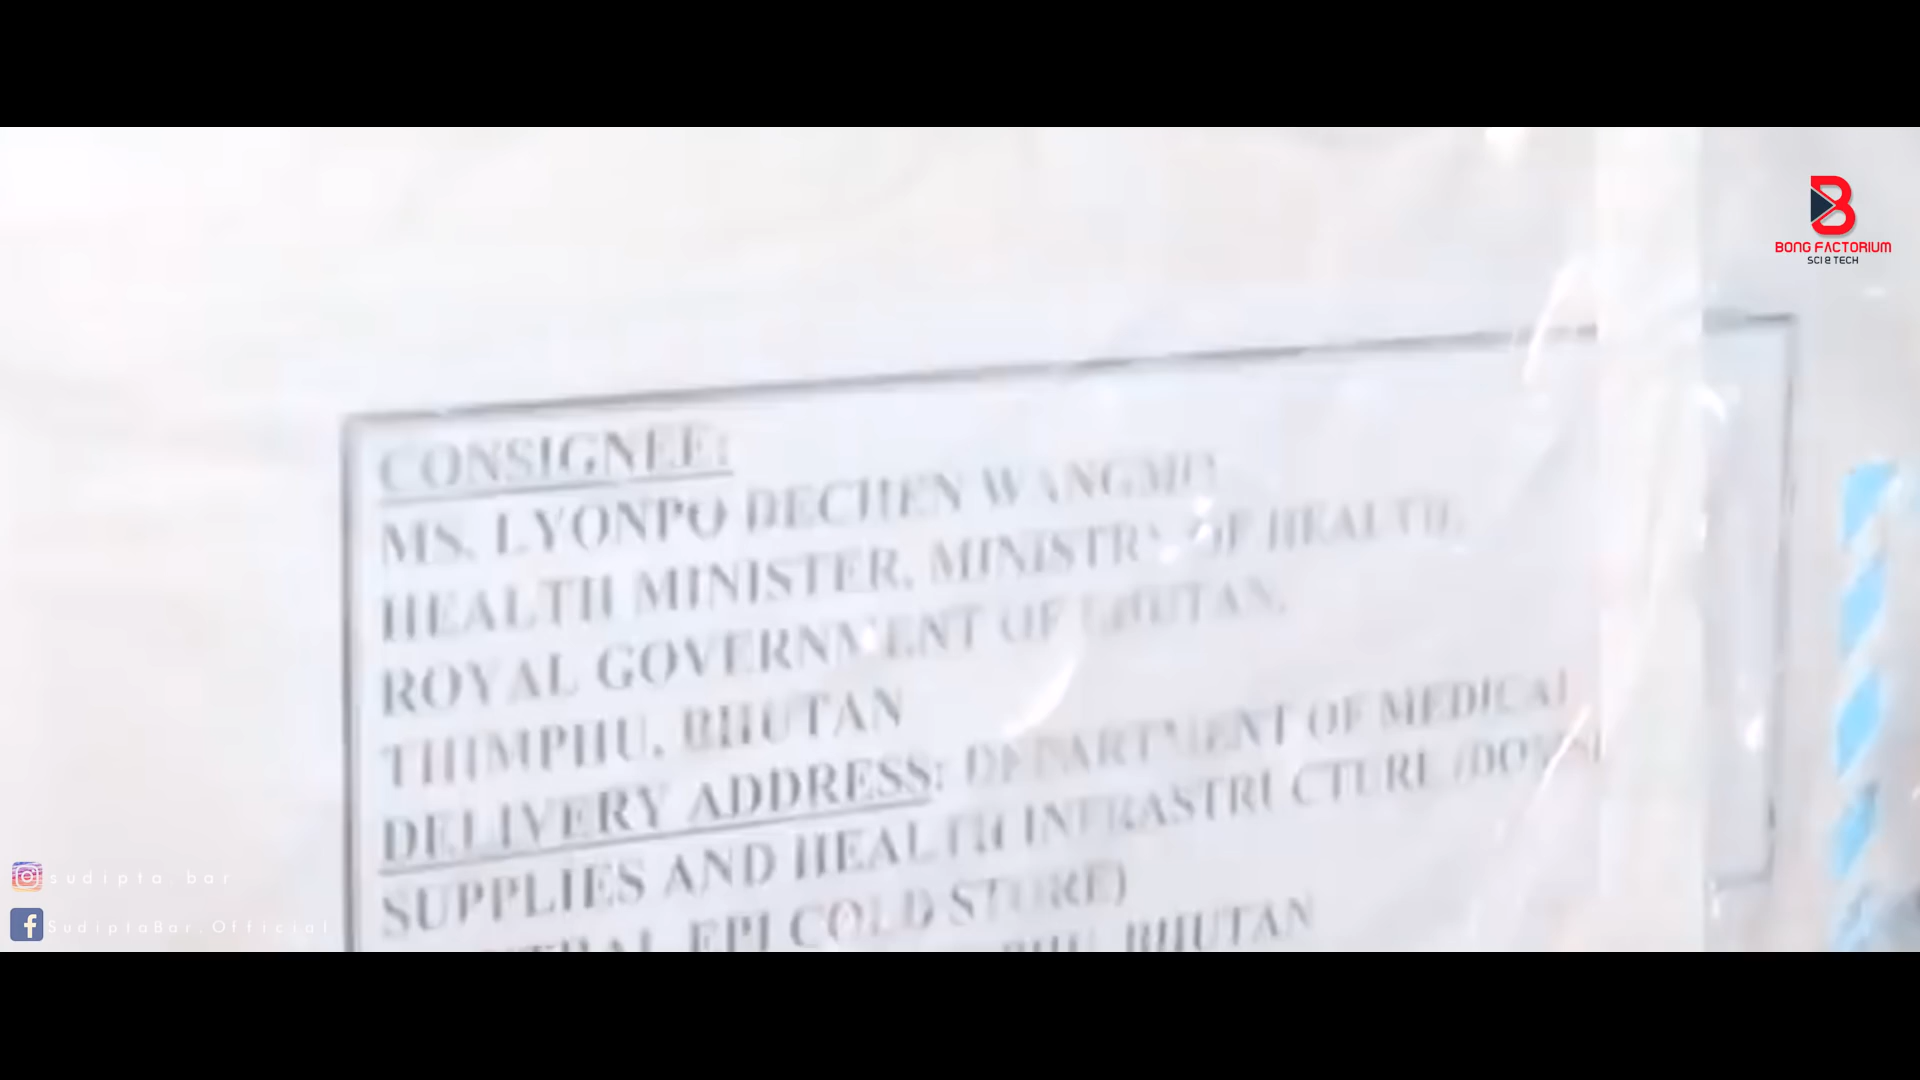 BONG FACTORIUM
SCI e TECH
CONSIGNEE:
MS. LYONPO DECHEN WANGMO
HEALTH MINISTER, MINISTRY OF HEALTH,
ROYAL GOVERNMENT OF BHUTAN,
THIMPHU, BHUTAN
DELIVERY ADDRESS: DEPARTMENT OF MEDICAL
SUPPLIES AND HEALTH INFRASTRUCTURE
EPI COLD STORE)
BHUTAN
sudipta.bar
SudiptaBar.Official